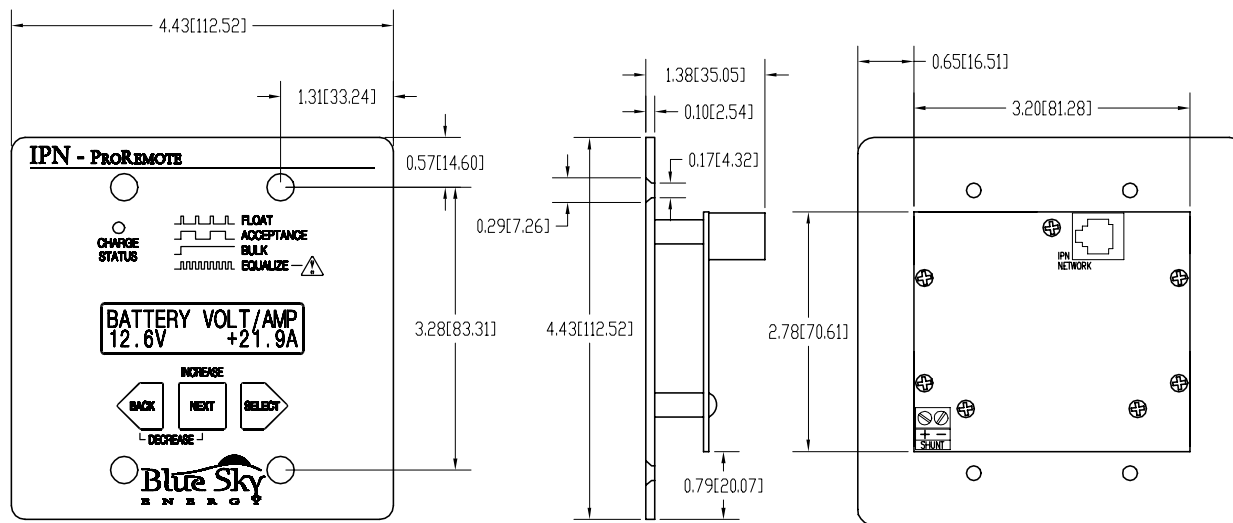 4.43[112.52]
1.31[33.24]
0.57[14.60]
IPN - PROREMOTE
CHARGE
STATUS
FLOAT
ACCEPTANCE
BULK
EQUALIZE
BATTERY VOLT/AMP
12.6V +21.9A
INCREASE
BACK
NEXT
SELECT
DECREASE
Blue Sky
ENERGY
3.28[83.31]
1.38[35.05]
0.10[2.54]
0.17[4.32]
0.29[7.26]
4.43[112.52]
0.79[20.07]
0.65[16.51]
3.20[81.28]
2.78[70.61]
IPN
NETWORK
+ -
SHUNT